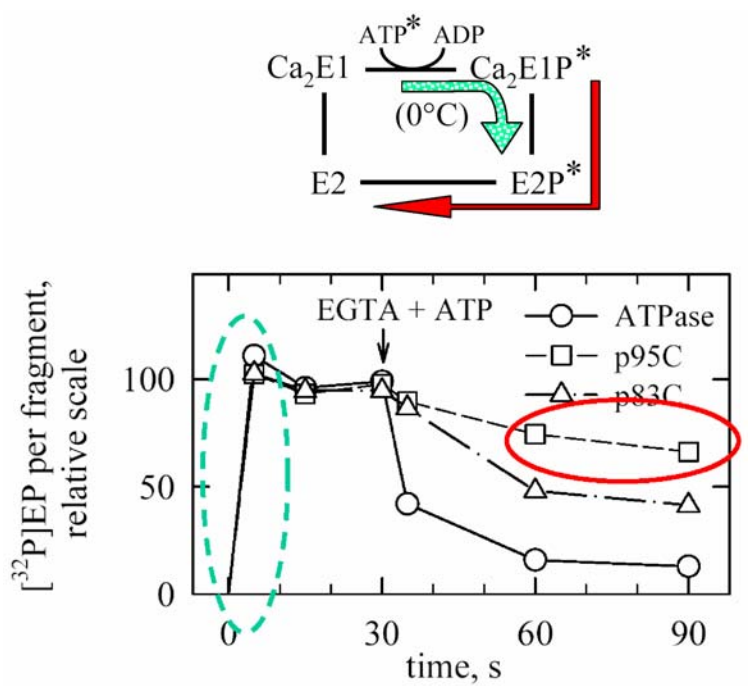 ATP* ADP
Ca₂E1 Ca₂E1P*
(0°C)
E2 E2P*
[³²P]EP per fragment,
relative scale
EGTA + ATP
ATPase
p95C
p83C
100
50
0
0 30 60 90
time, s